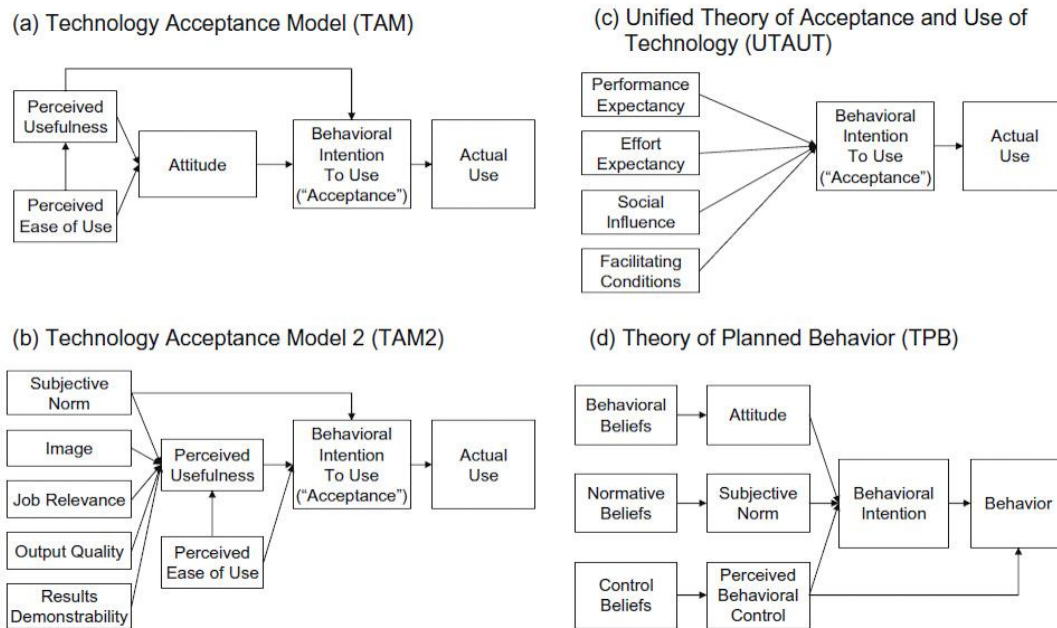 (a) Technology Acceptance Model (TAM)
Perceived
Usefulness
Perceived
Ease of Use
Attitude
Behavioral
Intention
To Use
(“Acceptance”)
Actual
Use
(b) Technology Acceptance Model 2 (TAM2)
Subjective
Norm
Image
Job Relevance
Output Quality
Results
Demonstrability
Perceived
Usefulness
Perceived
Ease of Use
Behavioral
Intention
To Use
(“Acceptance”)
Actual
Use
(c) Unified Theory of Acceptance and Use of
Technology (UTAUT)
Performance
Expectancy
Effort
Expectancy
Social
Influence
Facilitating
Conditions
Behavioral
Intention
To Use
(“Acceptance”)
Actual
Use
(d) Theory of Planned Behavior (TPB)
Behavioral
Beliefs
Attitude
Normative
Beliefs
Subjective
Norm
Control
Beliefs
Perceived
Behavioral
Control
Behavioral
Intention
Behavior